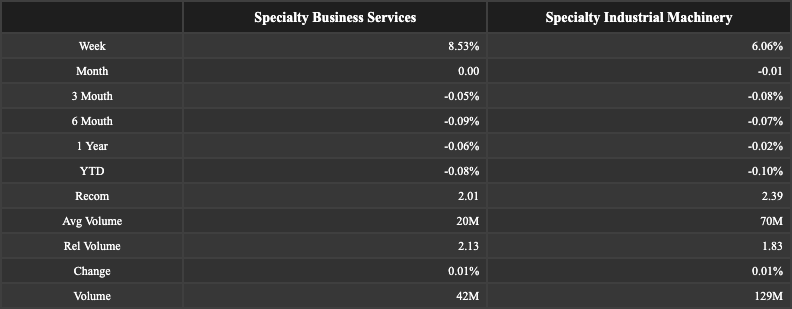 Specialty Business Services Specialty Industrial Machinery
Week 8.53% 6.06%
Month 0.00 -0.01
3 Mouth -0.05% -0.08%
6 Mouth -0.09% -0.07%
1 Year -0.06% -0.02%
YTD -0.08% -0.10%
Recom 2.01 2.39
Avg Volume 20M 70M
Rel Volume 2.13 1.83
Change 0.01% 0.01%
Volume 42M 129M